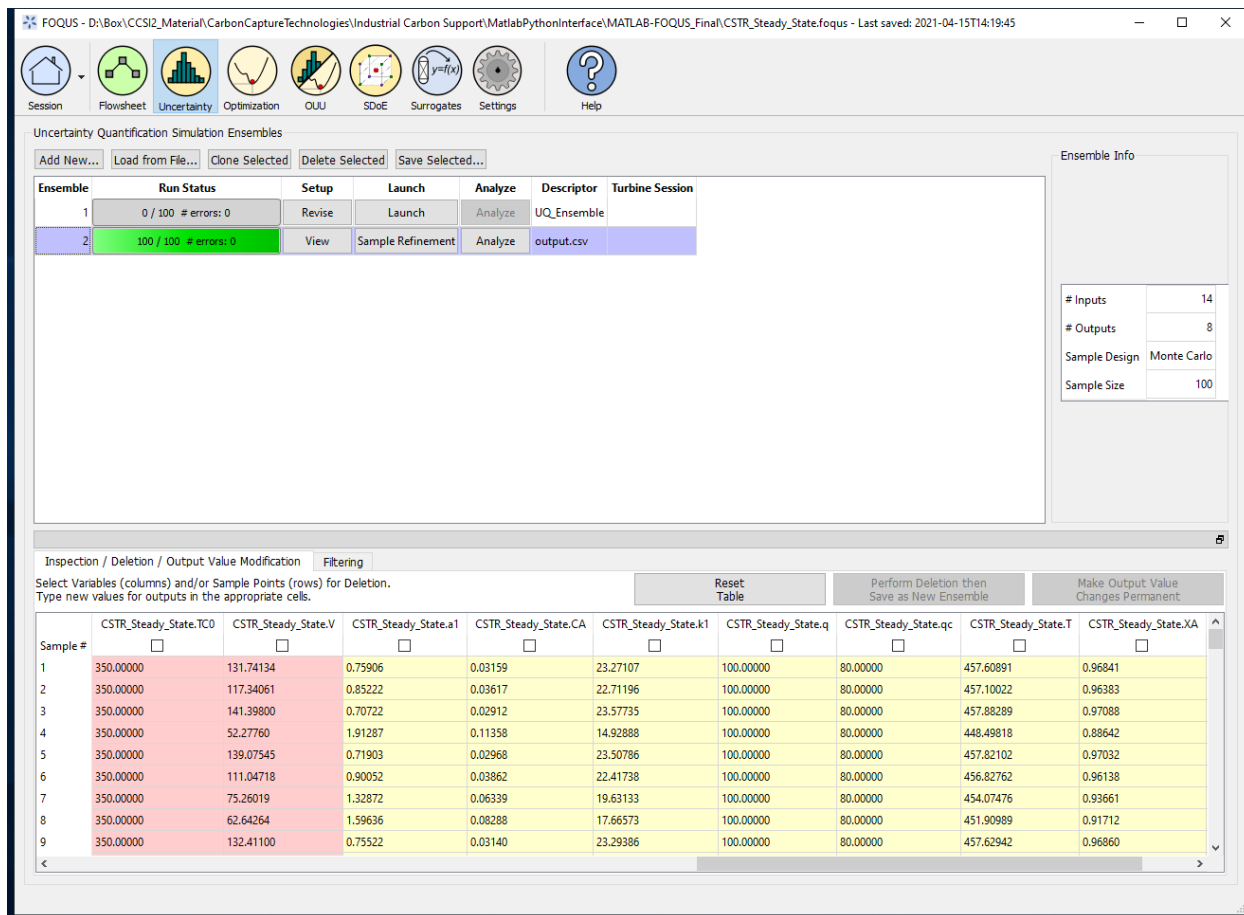 FOQUS - D:\Box\CCSI2_Material\CarbonCaptureTechnologies\Industrial Carbon Support\MatlabPythonInterface\MATLAB-FOQUS_Final\CSTR_Steady_State.foqus - Last saved: 2021-04-15T14:19:45
y=f(x)
Session Flowsheet Uncertainty Optimization OUU SDoE Surrogates Settings Help
Uncertainty Quantification Simulation Ensembles
Add New... Load from File... Clone Selected Delete Selected Save Selected...
Ensemble Run Status Setup Launch Analyze Descriptor Turbine Session
1 0 / 100 # errors: 0 Revise Launch Analyze UQ_Ensemble
2 100 / 100 # errors: 0 View Sample Refinement Analyze output.csv
Ensemble Info
# Inputs 14
# Outputs 8
Sample Design Monte Carlo
Sample Size 100
Inspection / Deletion / Output Value Modification Filtering
Select Variables (columns) and/or Sample Points (rows) for Deletion.
Type new values for outputs in the appropriate cells.
Reset
Table
Perform Deletion then
Save as New Ensemble
Make Output Value
Changes Permanent
CSTR_Steady_State.TC0 CSTR_Steady_State.V CSTR_Steady_State.a1 CSTR_Steady_State.CA CSTR_Steady_State.k1 CSTR_Steady_State.q CSTR_Steady_State.qc CSTR_Steady_State.T CSTR_Steady_State.XA
Sample #
1 350.00000 131.74134 0.75906 0.03159 23.27107 100.00000 80.00000 457.60891 0.96841
2 350.00000 117.34061 0.85222 0.03617 22.71196 100.00000 80.00000 457.10022 0.96383
3 350.00000 141.39800 0.70722 0.02912 23.57735 100.00000 80.00000 457.88289 0.97088
4 350.00000 52.27760 1.91287 0.11358 14.92888 100.00000 80.00000 448.49818 0.88642
5 350.00000 139.07545 0.71903 0.02968 23.50786 100.00000 80.00000 457.82102 0.97032
6 350.00000 111.04718 0.90052 0.03862 22.41738 100.00000 80.00000 456.82762 0.96138
7 350.00000 75.26019 1.32872 0.06339 19.63133 100.00000 80.00000 454.07476 0.93661
8 350.00000 62.64264 1.59636 0.08288 17.66573 100.00000 80.00000 451.90989 0.91712
9 350.00000 132.41100 0.75522 0.03140 23.29386 100.00000 80.00000 457.62942 0.96860